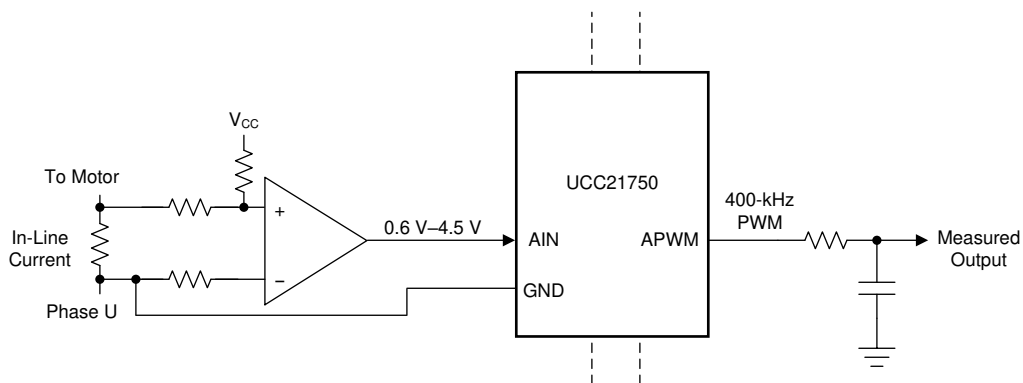 V_CC
To Motor
In-Line
Current
Phase U
+
−
0.6 V–4.5 V
UCC21750
AIN
GND
APWM
400-kHz
PWM
Measured
Output